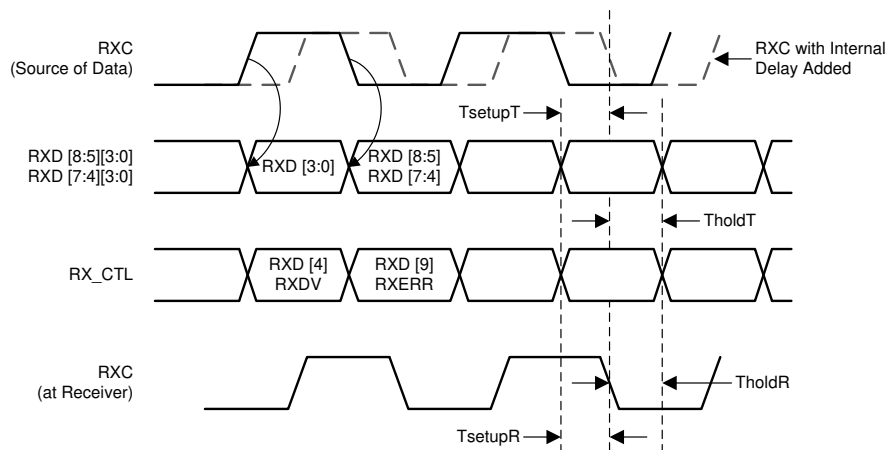 RXC
(Source of Data)
RXC with Internal
Delay Added
TsetupT
RXD [8:5][3:0]
RXD [7:4][3:0]
RXD [3:0]
RXD [8:5]
RXD [7:4]
TholdT
RX_CTL
RXD [4]
RXDV
RXD [9]
RXERR
RXC
(at Receiver)
TholdR
TsetupR